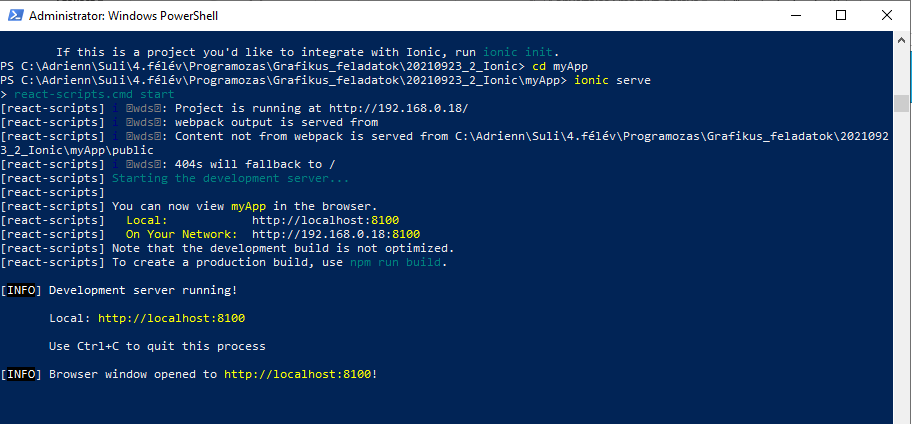 Administrator: Windows PowerShell
If this is a project you'd like to integrate with Ionic, run ionic init.
PS C:\Adrienn\Suli\4.félév\Programozas\Grafikus_feladatok\20210923_2_Ionic> cd myApp
PS C:\Adrienn\Suli\4.félév\Programozas\Grafikus_feladatok\20210923_2_Ionic\myApp> ionic serve
> react-scripts.cmd start
[react-scripts] i ｢wds｣: Project is running at http://192.168.0.18/
[react-scripts] i ｢wds｣: webpack output is served from
[react-scripts] i ｢wds｣: Content not from webpack is served from C:\Adrienn\Suli\4.félév\Programozas\Grafikus_feladatok\2021092
3_2_Ionic\myApp\public
[react-scripts] i ｢wds｣: 404s will fallback to /
[react-scripts] Starting the development server...
[react-scripts]
[react-scripts] You can now view myApp in the browser.
[react-scripts]   Local:            http://localhost:8100
[react-scripts]   On Your Network:  http://192.168.0.18:8100
[react-scripts] Note that the development build is not optimized.
[react-scripts] To create a production build, use npm run build.
[INFO] Development server running!
Local: http://localhost:8100
Use Ctrl+C to quit this process
[INFO] Browser window opened to http://localhost:8100!